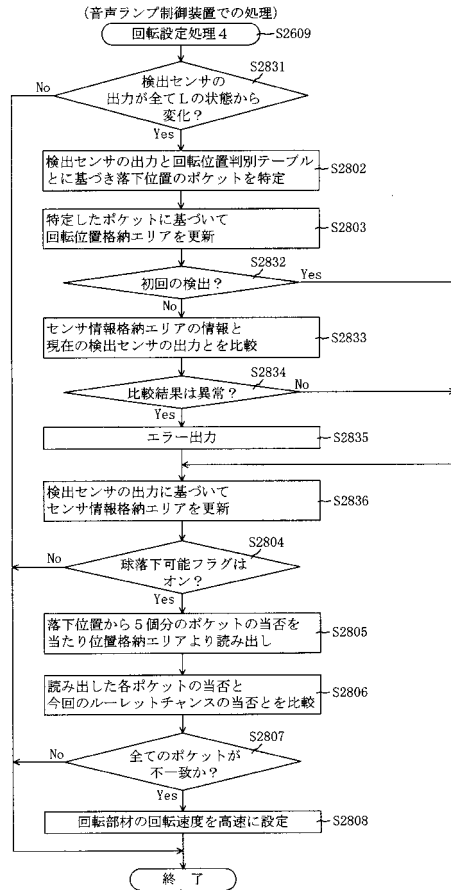 (音声ランプ制御装置での処理)
回転設定処理4
S2609
S2831
No
検出センサの
出力が全てLの状態から
変化？
Yes
検出センサの出力と回転位置判別テーブル
とに基づき落下位置のポケットを特定
S2802
特定したポケットに基づいて
回転位置格納エリアを更新
S2803
S2832
初回の検出？
Yes
No
センサ情報格納エリアの情報と
現在の検出センサの出力とを比較
S2833
S2834
比較結果は異常？
No
Yes
エラー出力
S2835
検出センサの出力に基づいて
センサ情報格納エリアを更新
S2836
S2804
No
球落下可能フラグは
オン？
Yes
落下位置から5個分のポケットの当否を
当たり位置格納エリアより読み出し
S2805
読み出した各ポケットの当否と
今回のルーレットチャンスの当否とを比較
S2806
S2807
No
全てのポケットが
不一致か？
Yes
回転部材の回転速度を高速に設定
S2808
終 了